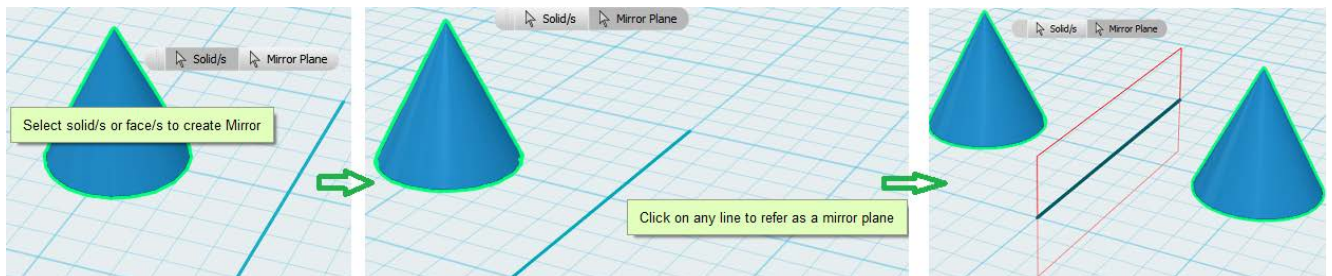 Solid/s Mirror Plane
Select solid/s or face/s to create Mirror
Solid/s Mirror Plane
Click on any line to refer as a mirror plane
Solid/s Mirror Plane